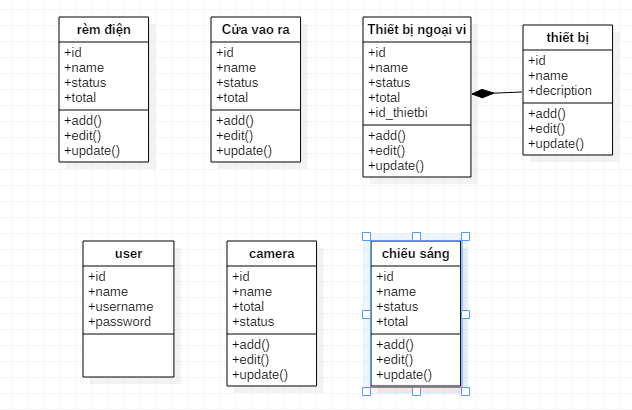 rèm điện
+id
+name
+status
+total
+add()
+edit()
+update()
Cửa vao ra
+id
+name
+status
+total
+add()
+edit()
+update()
Thiết bị ngoại vi
+id
+name
+status
+total
+id_thietbi
+add()
+edit()
+update()
thiết bị
+id
+name
+decription
+add()
+edit()
+update()
user
+id
+name
+username
+password
camera
+id
+name
+total
+status
+add()
+edit()
+update()
chiếu sáng
+id
+name
+status
+total
+add()
+edit()
+update()